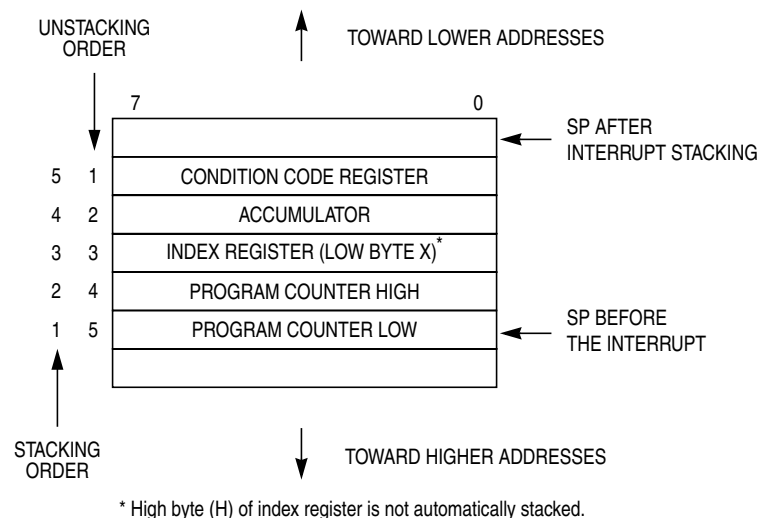 UNSTACKING
ORDER
TOWARD LOWER ADDRESSES
7 0
SP AFTER
INTERRUPT STACKING
5 1 CONDITION CODE REGISTER
4 2 ACCUMULATOR
3 3 INDEX REGISTER (LOW BYTE X)*
2 4 PROGRAM COUNTER HIGH
1 5 PROGRAM COUNTER LOW
SP BEFORE
THE INTERRUPT
STACKING
ORDER
TOWARD HIGHER ADDRESSES
* High byte (H) of index register is not automatically stacked.